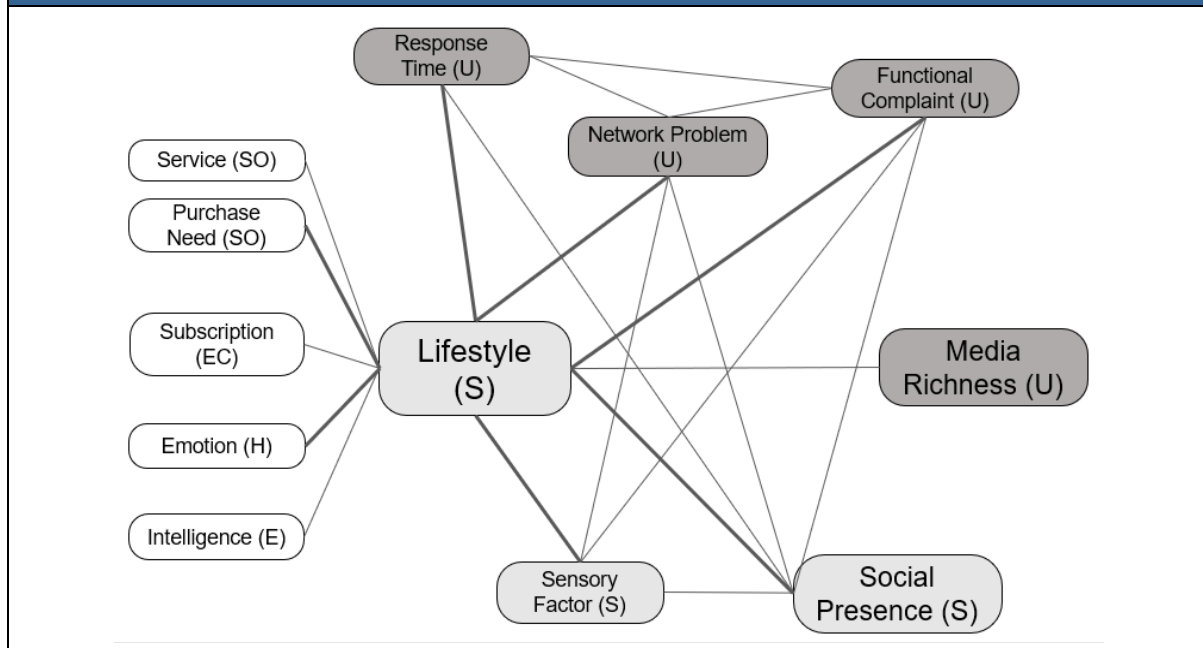 Response
Time (U)
Functional
Complaint (U)
Network Problem
(U)
Service (SO)
Purchase
Need (SO)
Subscription
(EC)
Lifestyle
(S)
Media
Richness (U)
Emotion (H)
Intelligence (E)
Sensory
Factor (S)
Social
Presence (S)